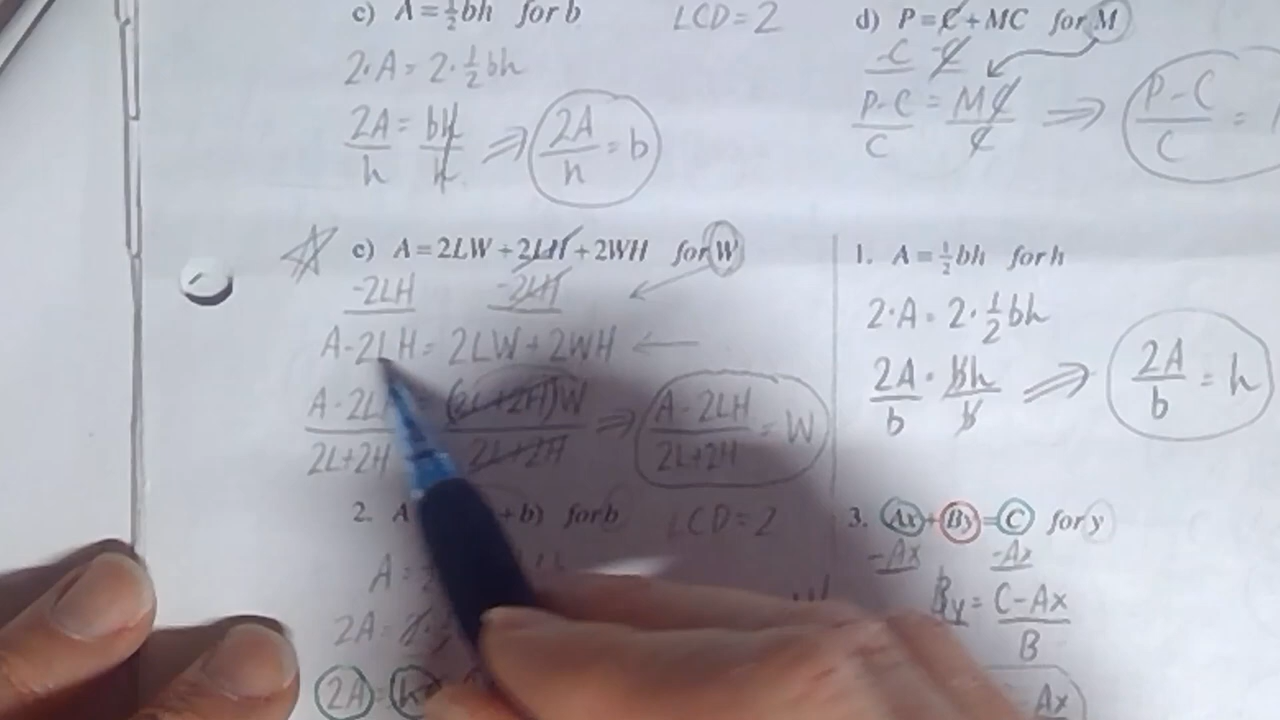 c) A = ½bh for b LCD = 2
2·A = 2·½bh
2A/h = bh/h ⇒ 2A/h = b
d) P = C + MC for M
-C -C
P-C/C = MC/C ⇒ P-C/C =
e) A = 2LW + 2LH + 2WH for W
-2LH -2LH
A-2LH = 2LW + 2WH ←
A-2L = (2L+2H)W ⇒ A-2LH = W
2L+2H 2L+2H 2L+2H
1. A = ½bh for h
2·A = 2·½bh
2A/b = bh/b ⇒ 2A/b = h
2. A +b) for b LCD = 2
A =
2A =
2A = h
3. Ax + By = C for y
-Ax -Ax
By = C-Ax
B
Ax